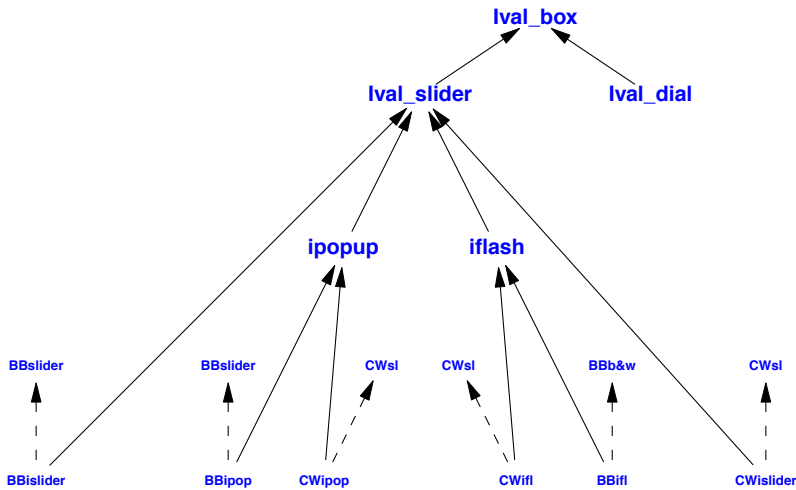 Ival_box
Ival_slider
Ival_dial
ipopup
iflash
BBslider
BBslider
CWsl
CWsl
BBb&w
CWsl
BBislider
BBipop
CWipop
CWifl
BBifl
CWislider